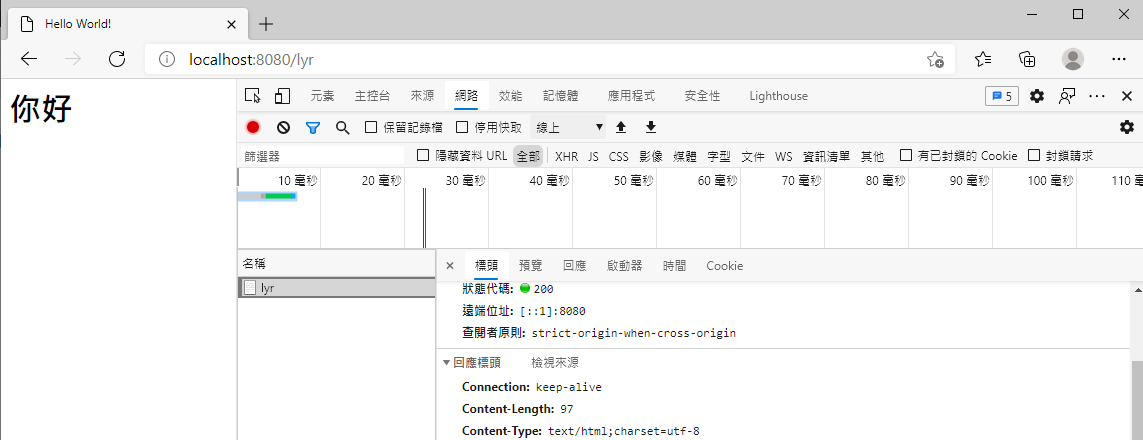 Hello World!
localhost:8080/lyr
你好
元素 主控台 來源 網路 效能 記憶體 應用程式 安全性 Lighthouse 5
保留記錄檔 停用快取 線上
篩選器 隱藏資料 URL 全部 XHR JS CSS 影像 媒體 字型 文件 WS 資訊清單 其他 有已封鎖的 Cookie 封鎖請求
10 毫秒 20 毫秒 30 毫秒 40 毫秒 50 毫秒 60 毫秒 70 毫秒 80 毫秒 90 毫秒 100 毫秒 110 毫秒
名稱 標頭 預覽 回應 啟動器 時間 Cookie
lyr
狀態代碼: 200
遠端位址: [::1]:8080
查閱者原則: strict-origin-when-cross-origin
回應標頭 檢視來源
Connection: keep-alive
Content-Length: 97
Content-Type: text/html;charset=utf-8